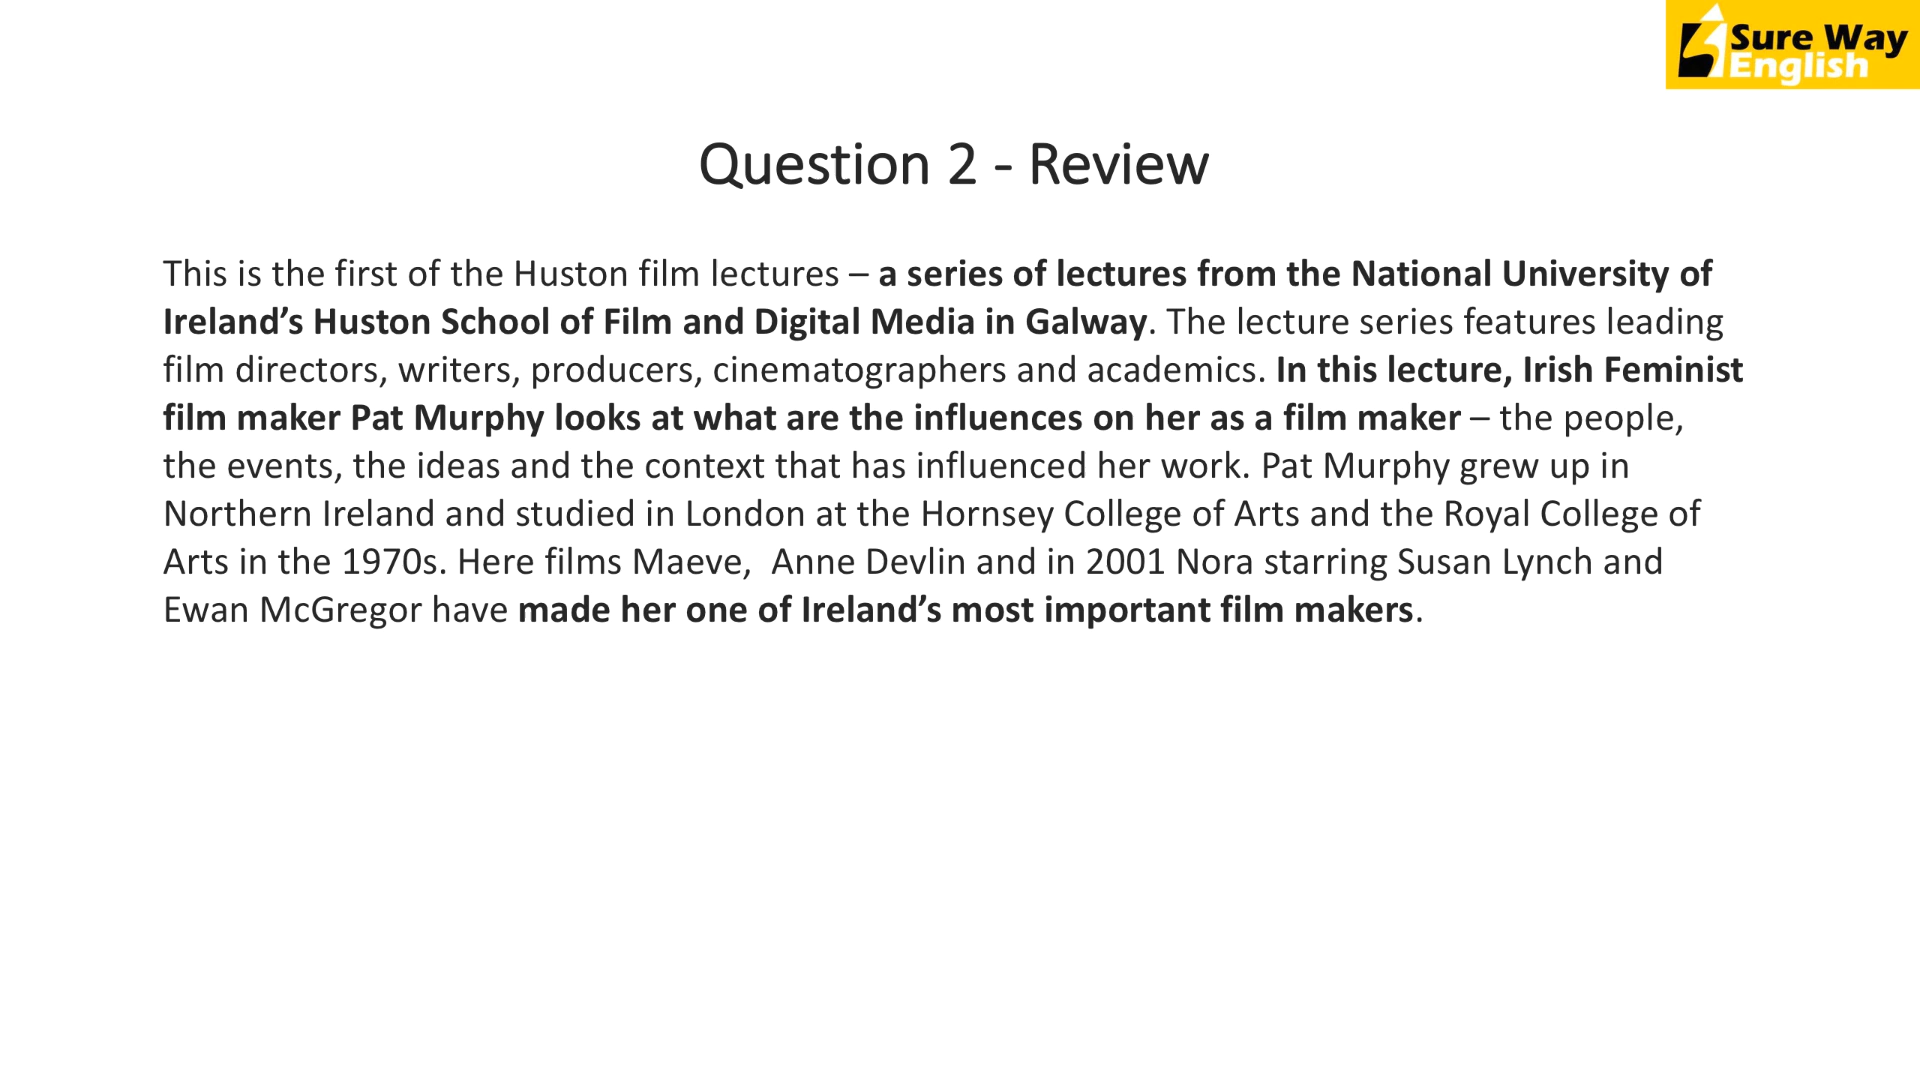 Sure Way
English
Question 2 - Review
This is the first of the Huston film lectures – a series of lectures from the National University of
Ireland’s Huston School of Film and Digital Media in Galway. The lecture series features leading
film directors, writers, producers, cinematographers and academics. In this lecture, Irish Feminist
film maker Pat Murphy looks at what are the influences on her as a film maker – the people,
the events, the ideas and the context that has influenced her work. Pat Murphy grew up in
Northern Ireland and studied in London at the Hornsey College of Arts and the Royal College of
Arts in the 1970s. Here films Maeve,  Anne Devlin and in 2001 Nora starring Susan Lynch and
Ewan McGregor have made her one of Ireland’s most important film makers.